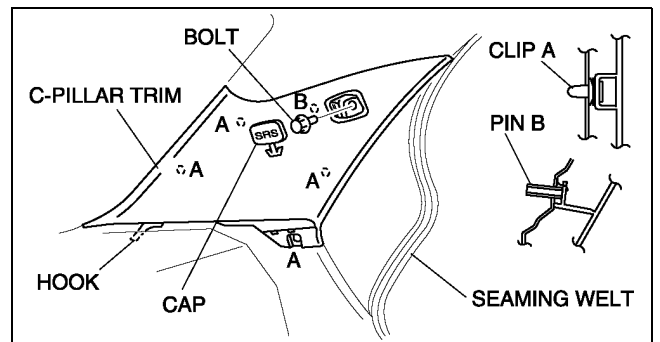 BOLT
CLIP A
C-PILLAR TRIM
B
A
SRS
PIN B
A
A
A
HOOK
CAP
SEAMING WELT